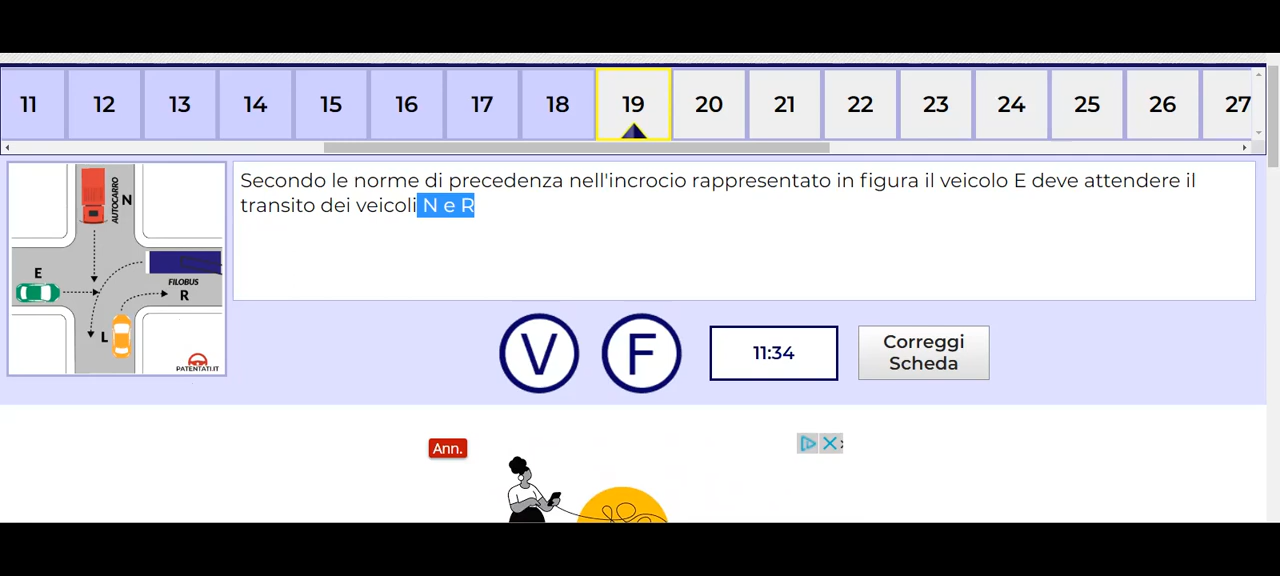 11 12 13 14 15 16 17 18 19 20 21 22 23 24 25 26 27
Secondo le norme di precedenza nell'incrocio rappresentato in figura il veicolo E deve attendere il
transito dei veicoli N e R
AUTOCARRO
N
E
FILOBUS
R
L
PATENTATI.IT
V F 11:34
Correggi
Scheda
Ann.